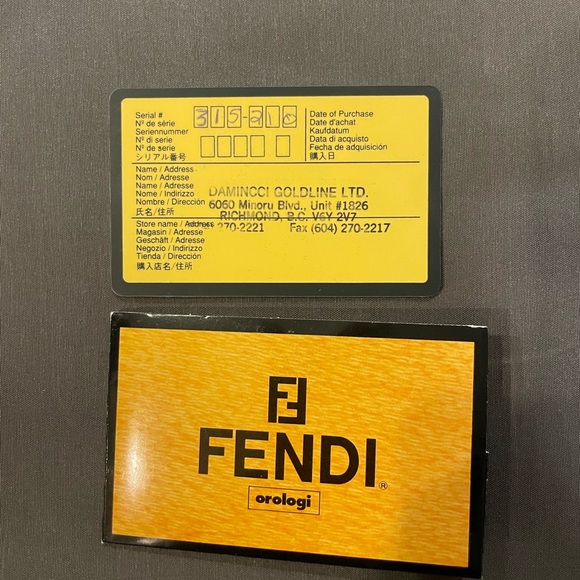 Serial #
Nº de série
Seriennummer
Nº di serie
Nº de serie
シリアル番号
315-210
Date of Purchase
Date d'achat
Kaufdatum
Data di acquisto
Fecha de adquisición
購入日
Name / Address
Nom / Adresse
Name / Adresse
Nome / Indirizzo
Nombre / Dirección
氏名/住所
DAMINCCI GOLDLINE LTD.
6060 Minoru Blvd., Unit #1826
RICHMOND, B.C. V6Y 2V7
270-2221 Fax (604) 270-2217
Store name / Address
Magasin / Adresse
Geschäft / Adresse
Negozio / Indirizzo
Tienda / Dirección
購入店名/住所
FENDI®
orologi